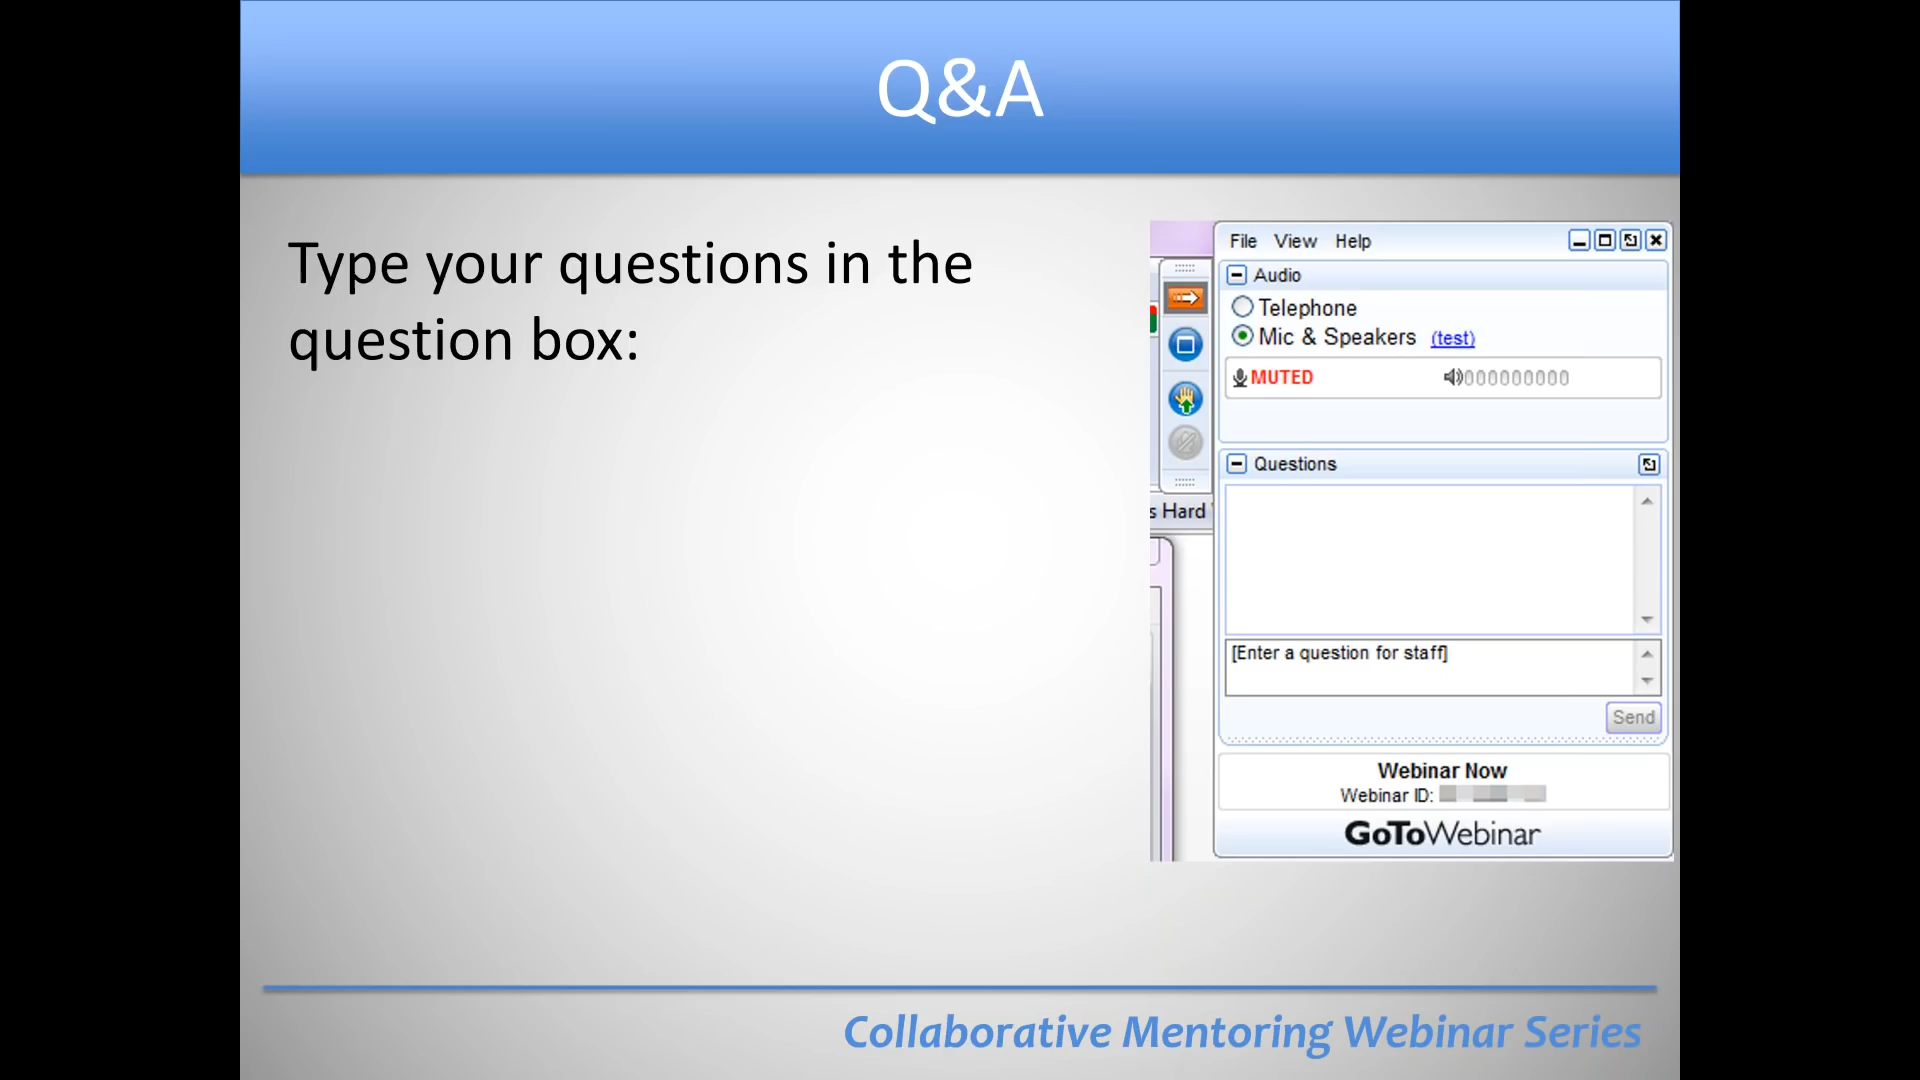 Q&A
Type your questions in the
question box:
File View Help
Audio
Telephone
Mic & Speakers (test)
MUTED
Questions
s Hard
[Enter a question for staff]
Send
Webinar Now
Webinar ID:
GoToWebinar
Collaborative Mentoring Webinar Series